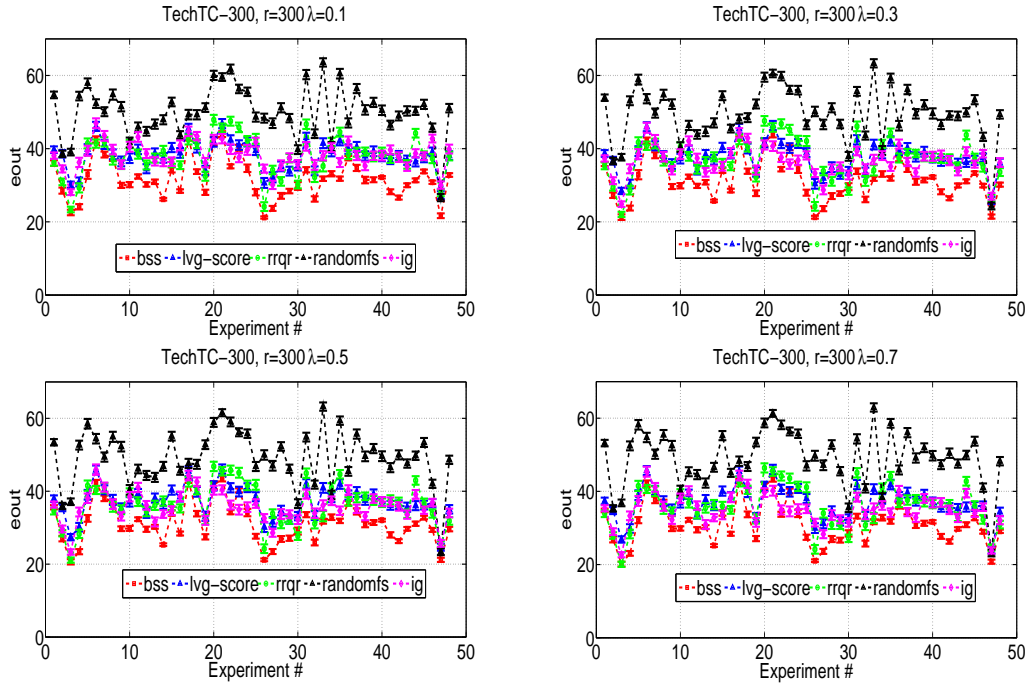 TechTC−300, r=300 λ=0.1
60
40
20
0
eout
bss lvg−score rrqr randomfs ig
0 10 20 30 40 50
Experiment #
TechTC−300, r=300 λ=0.3
60
40
20
0
eout
bss lvg−score rrqr randomfs ig
0 10 20 30 40 50
Experiment #
TechTC−300, r=300 λ=0.5
60
40
20
0
eout
bss lvg−score rrqr randomfs ig
0 10 20 30 40 50
Experiment #
TechTC−300, r=300 λ=0.7
60
40
20
0
eout
bss lvg−score rrqr randomfs ig
0 10 20 30 40 50
Experiment #